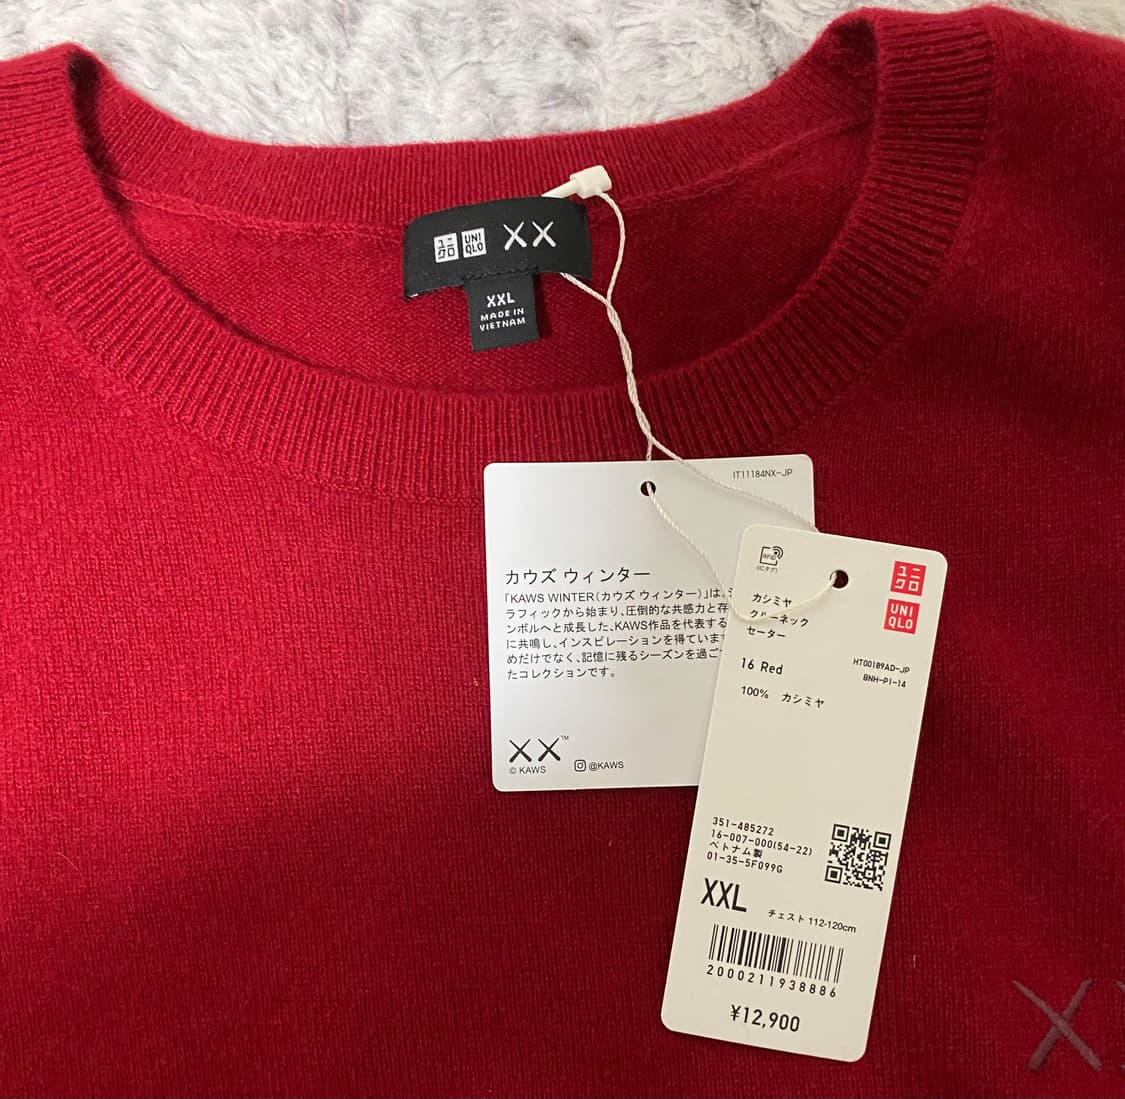 ユニクロ
UNI
QLO
XX
XXL
MADE IN
VIETNAM
IT11184NX-JP
カウズ ウィンター
「KAWS WINTER（カウズ ウィンター）」は、
ラフィックから始まり、圧倒的な共感力と存
ンボルへと成長した、KAWS作品を代表する
に共鳴し、インスピレーションを得ていま
めだけでなく、記憶に残るシーズンを過ご
たコレクションです。
XX™
© KAWS
@KAWS
RFID
(ICタグ)
ユニクロ
UNI
QLO
カシミヤ
クルーネック
セーター
16 Red
HT00189AD-JP
BNH-P1-14
100% カシミヤ
351-485272
16-007-000(54-22)
ベトナム製
01-35-5F099G
XXL
チェスト 112-120cm
2000211938886
¥12,900
X